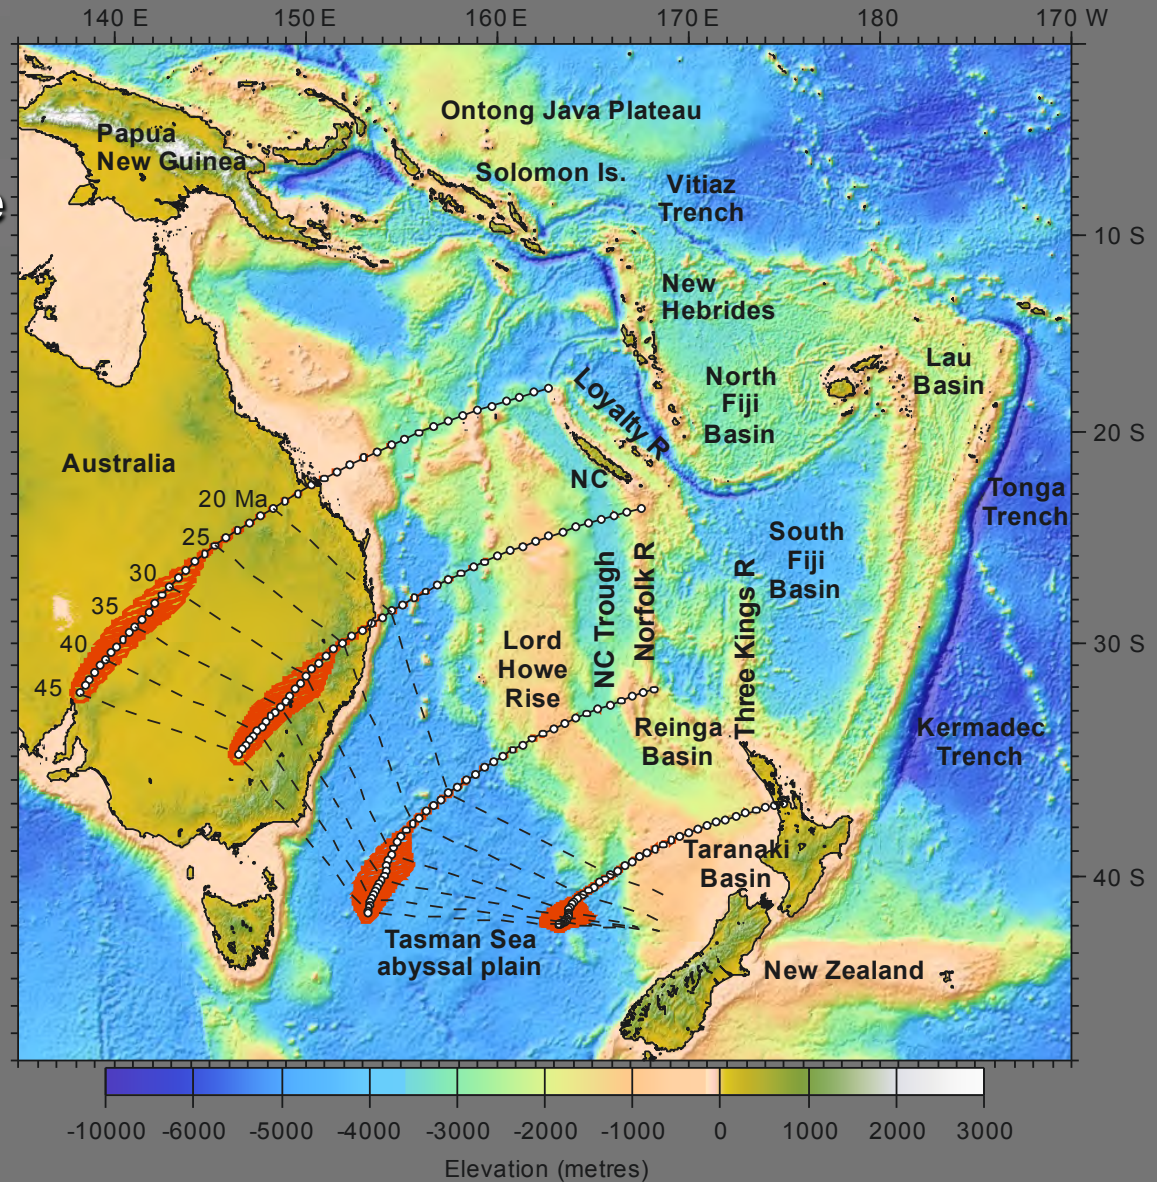 140 E 150 E 160 E 170 E 180 170 W
Ontong Java Plateau
Papua
New Guinea
Solomon Is.
Vitiaz
Trench
e
10 S
New
Hebrides
Lau
Basin
North
Fiji
Basin
Loyalty R
20 S
Australia
NC
20 Ma
25
30
35
40
45
Tonga
Trench
South
Fiji
Basin
NC Trough
Norfolk R
Three Kings R
30 S
Lord
Howe
Rise
Reinga
Basin
Kermadec
Trench
Taranaki
Basin
40 S
Tasman Sea
abyssal plain
New Zealand
-10000 -6000 -5000 -4000 -3000 -2000 -1000 0 1000 2000 3000
Elevation (metres)